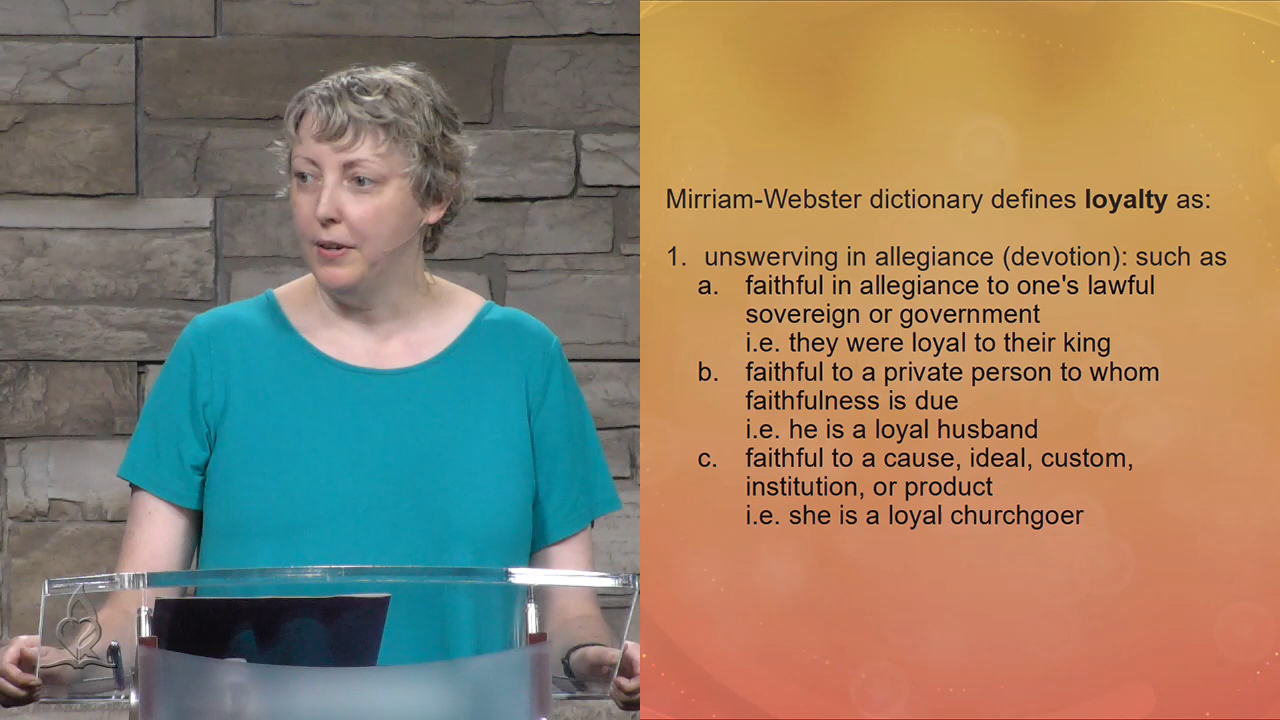 Mirriam-Webster dictionary defines loyalty as:
1. unswerving in allegiance (devotion): such as
a. faithful in allegiance to one's lawful
sovereign or government
i.e. they were loyal to their king
b. faithful to a private person to whom
faithfulness is due
i.e. he is a loyal husband
c. faithful to a cause, ideal, custom,
institution, or product
i.e. she is a loyal churchgoer